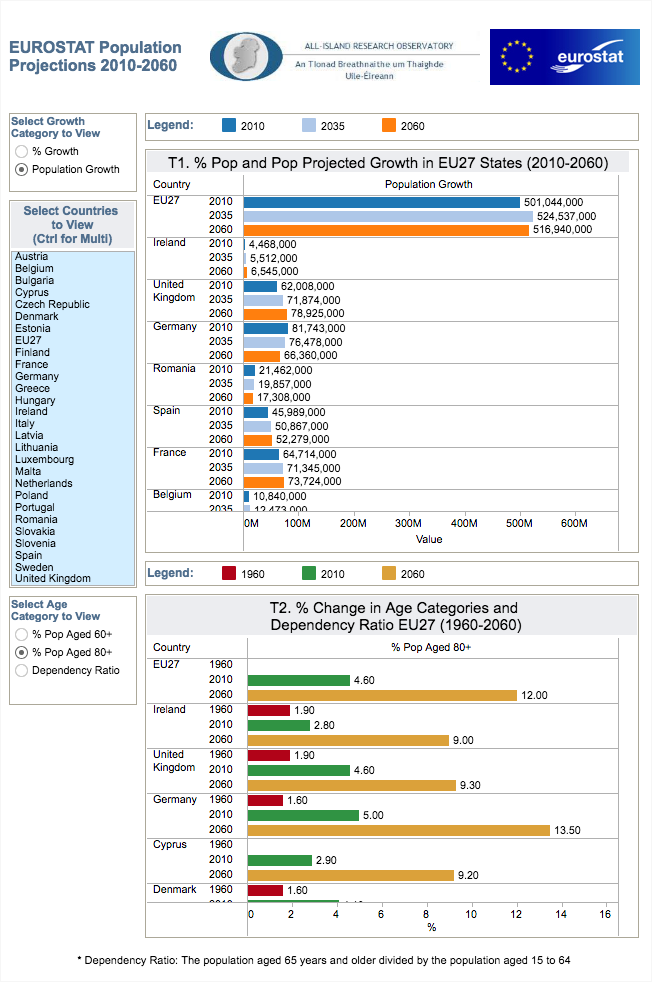 EUROSTAT Population
Projections 2010-2060
ALL-ISLAND RESEARCH OBSERVATORY
An Tionad Breathnaithe um Thaighde
Uile-Éireann
eurostat
Select Growth
Category to View
% Growth
Population Growth
Legend: 2010 2035 2060
Select Countries
to View
(Ctrl for Multi)
Austria
Belgium
Bulgaria
Cyprus
Czech Republic
Denmark
Estonia
EU27
Finland
France
Germany
Greece
Hungary
Ireland
Italy
Latvia
Lithuania
Luxembourg
Malta
Netherlands
Poland
Portugal
Romania
Slovakia
Slovenia
Spain
Sweden
United Kingdom
T1. % Pop and Pop Projected Growth in EU27 States (2010-2060)
Country Population Growth
EU27 2010 501,044,000
2035 524,537,000
2060 516,940,000
Ireland 2010 4,468,000
2035 5,512,000
2060 6,545,000
United 2010 62,008,000
Kingdom 2035 71,874,000
2060 78,925,000
Germany 2010 81,743,000
2035 76,478,000
2060 66,360,000
Romania 2010 21,462,000
2035 19,857,000
2060 17,308,000
Spain 2010 45,989,000
2035 50,867,000
2060 52,279,000
France 2010 64,714,000
2035 71,345,000
2060 73,724,000
Belgium 2010 10,840,000
2035 12,473,000
0M 100M 200M 300M 400M 500M 600M
Value
Legend: 1960 2010 2060
Select Age
Category to View
% Pop Aged 60+
% Pop Aged 80+
Dependency Ratio
T2. % Change in Age Categories and
Dependency Ratio EU27 (1960-2060)
Country % Pop Aged 80+
EU27 1960
2010 4.60
2060 12.00
Ireland 1960 1.90
2010 2.80
2060 9.00
United 1960 1.90
Kingdom 2010 4.60
2060 9.30
Germany 1960 1.60
2010 5.00
2060 13.50
Cyprus 1960
2010 2.90
2060 9.20
Denmark 1960 1.60
0 2 4 6 8 10 12 14 16
%
* Dependency Ratio: The population aged 65 years and older divided by the population aged 15 to 64